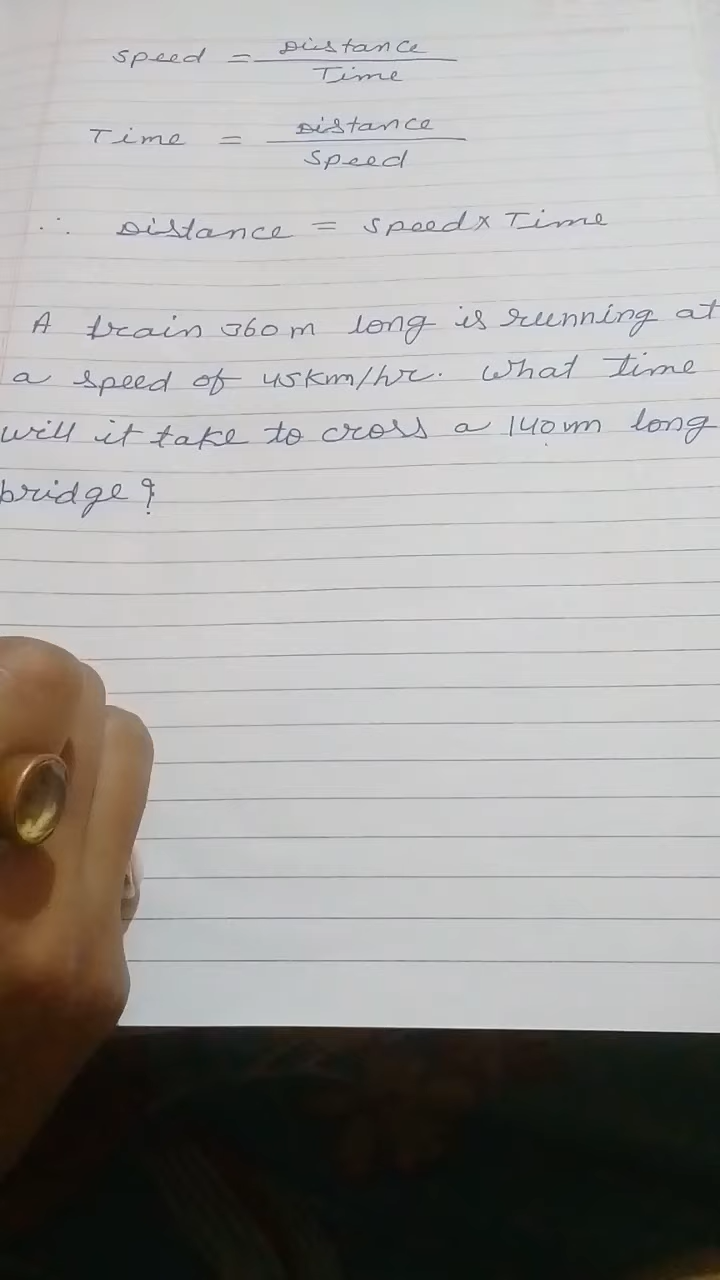 Speed = Distance
Time
Time = Distance
Speed
∴ Distance = Speed x Time
A train 360m long is running at
a speed of 45km/hr. What time
will it take to cross a 140m long
bridge?